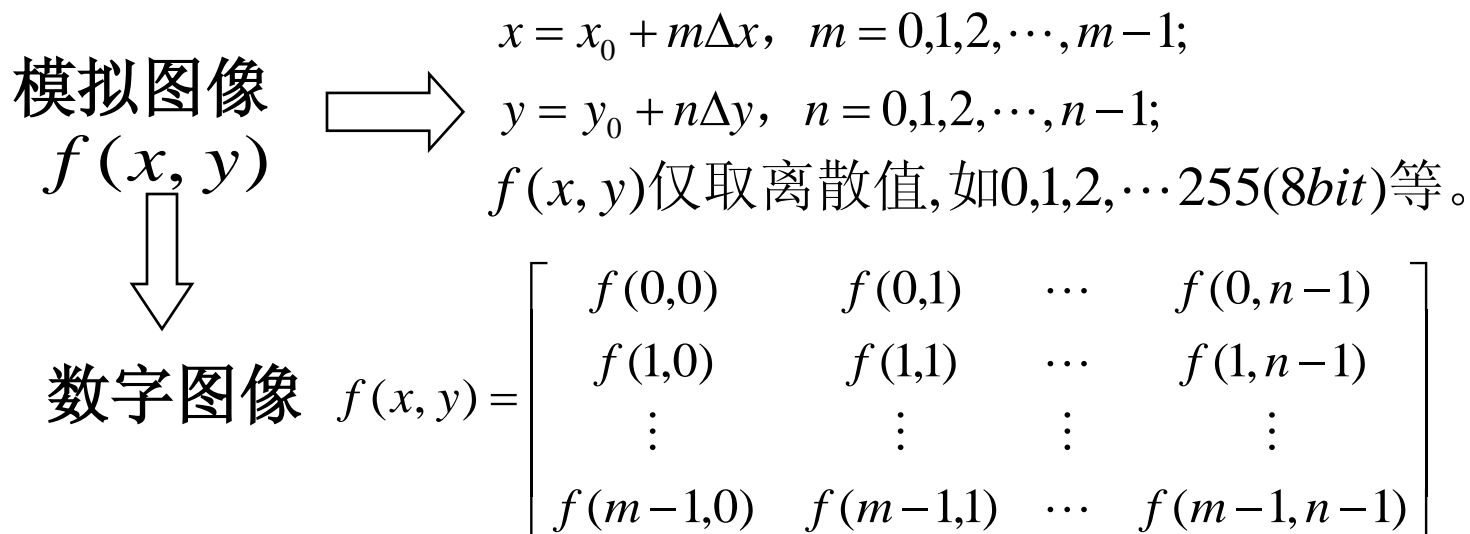 x = x₀ + mΔx，m = 0,1,2,⋯,m−1;
模拟图像
y = y₀ + nΔy，n = 0,1,2,⋯,n−1;
f(x, y)
f(x, y)仅取离散值,如0,1,2,⋯255(8bit)等。
数字图像 f(x, y) =
f(0,0) f(0,1) ⋯ f(0,n−1)
f(1,0) f(1,1) ⋯ f(1,n−1)
⋮ ⋮ ⋮ ⋮
f(m−1,0) f(m−1,1) ⋯ f(m−1,n−1)